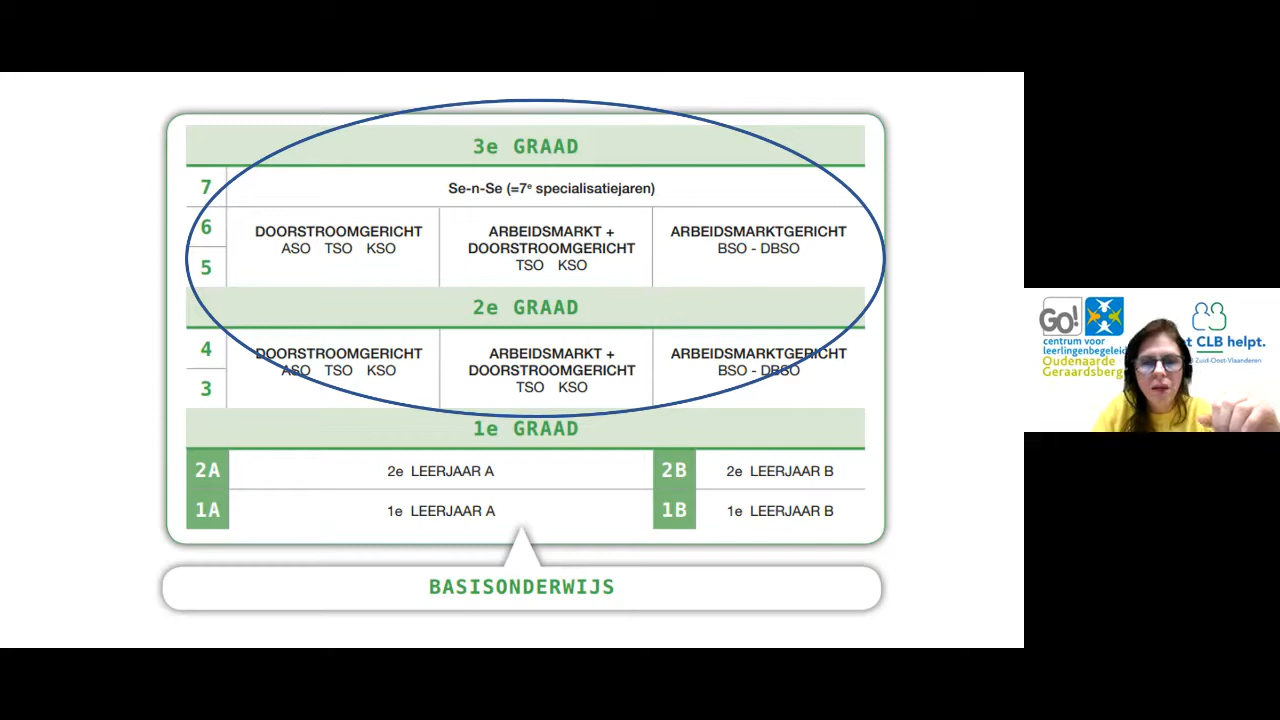 3e GRAAD
7
Se-n-Se (=7e specialisatiejaren)
6
5
DOORSTROOMGERICHT
ASO TSO KSO
ARBEIDSMARKT +
DOORSTROOMGERICHT
TSO KSO
ARBEIDSMARKTGERICHT
BSO - DBSO
2e GRAAD
4
3
DOORSTROOMGERICHT
ASO TSO KSO
ARBEIDSMARKT +
DOORSTROOMGERICHT
TSO KSO
ARBEIDSMARKTGERICHT
BSO - DBSO
1e GRAAD
2A
2e LEERJAAR A
2B
2e LEERJAAR B
1A
1e LEERJAAR A
1B
1e LEERJAAR B
BASISONDERWIJS
GO!
centrum voor
leerlingenbegeleid
Oudenaarde
Geraardsberg
CLB helpt.
Zuid-Oost-Vlaanderen